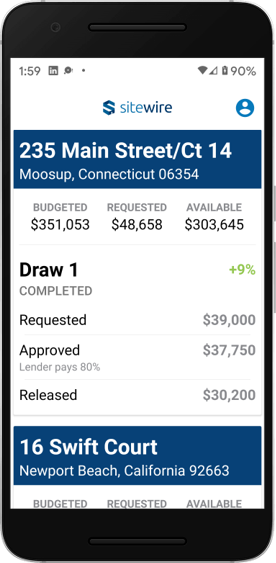 1:59 90%
sitewire
235 Main Street/Ct 14
Moosup, Connecticut 06354
BUDGETED REQUESTED AVAILABLE
$351,053 $48,658 $303,645
Draw 1 +9%
COMPLETED
Requested $39,000
Approved $37,750
Lender pays 80%
Released $30,200
16 Swift Court
Newport Beach, California 92663
BUDGETED REQUESTED AVAILABLE